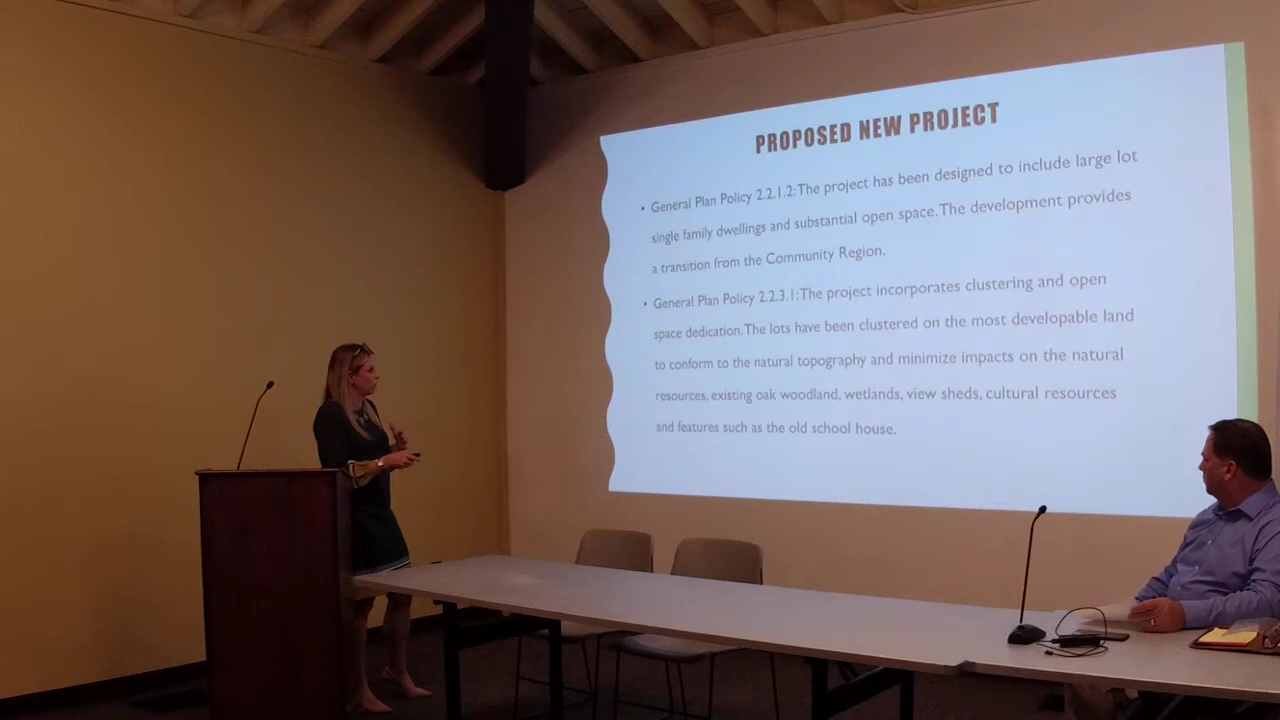 PROPOSED NEW PROJECT
• General Plan Policy 2.2.1.2: The project has been designed to include large lot
single family dwellings and substantial open space. The development provides
a transition from the Community Region.
• General Plan Policy 2.2.3.1: The project incorporates clustering and open
space dedication. The lots have been clustered on the most developable land
to conform to the natural topography and minimize impacts on the natural
resources, existing oak woodland, wetlands, view sheds, cultural resources
and features such as the old school house.